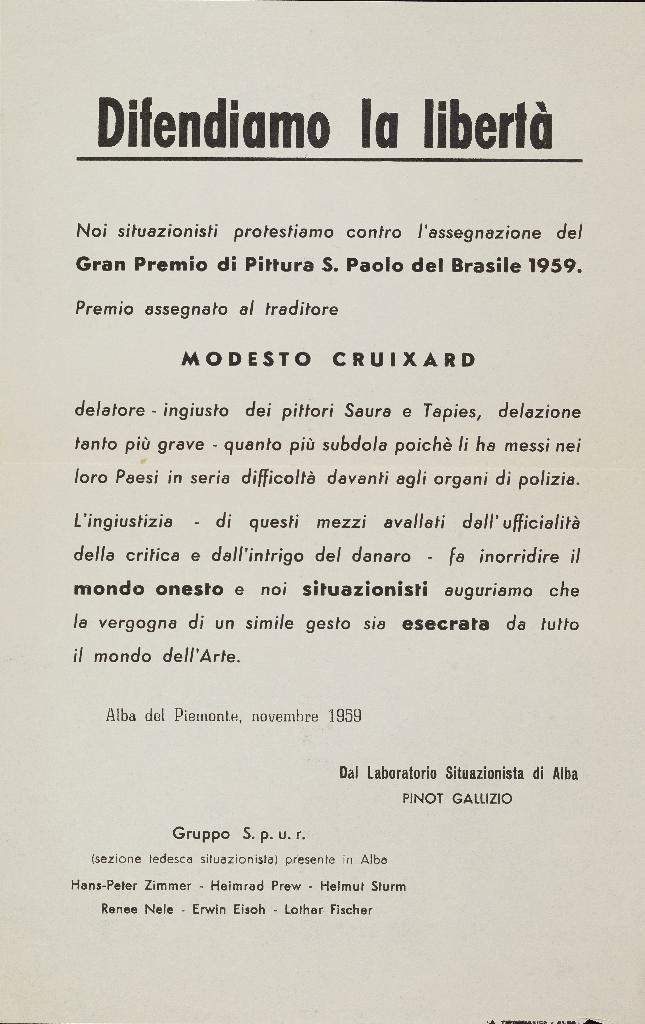 Difendiamo la libertà
Noi situazionisti protestiamo contro l'assegnazione del
Gran Premio di Pittura S. Paolo del Brasile 1959.
Premio assegnato al traditore
MODESTO CRUIXARD
delatore - ingiusto dei pittori Saura e Tapies, delazione
tanto più grave - quanto più subdola poichè li ha messi nei
loro Paesi in seria difficoltà davanti agli organi di polizia.
L'ingiustizia - di questi mezzi avallati dall'ufficialità
della critica e dall'intrigo del danaro - fa inorridire il
mondo onesto e noi situazionisti auguriamo che
la vergogna di un simile gesto sia esecrata da tutto
il mondo dell'Arte.
Alba del Piemonte, novembre 1959
Dal Laboratorio Situazionista di Alba
PINOT GALLIZIO
Gruppo S. p. u. r.
(sezione tedesca situazionista) presente in Alba
Hans-Peter Zimmer - Heimrad Prew - Helmut Sturm
Renee Nele - Erwin Eisoh - Lothar Fischer